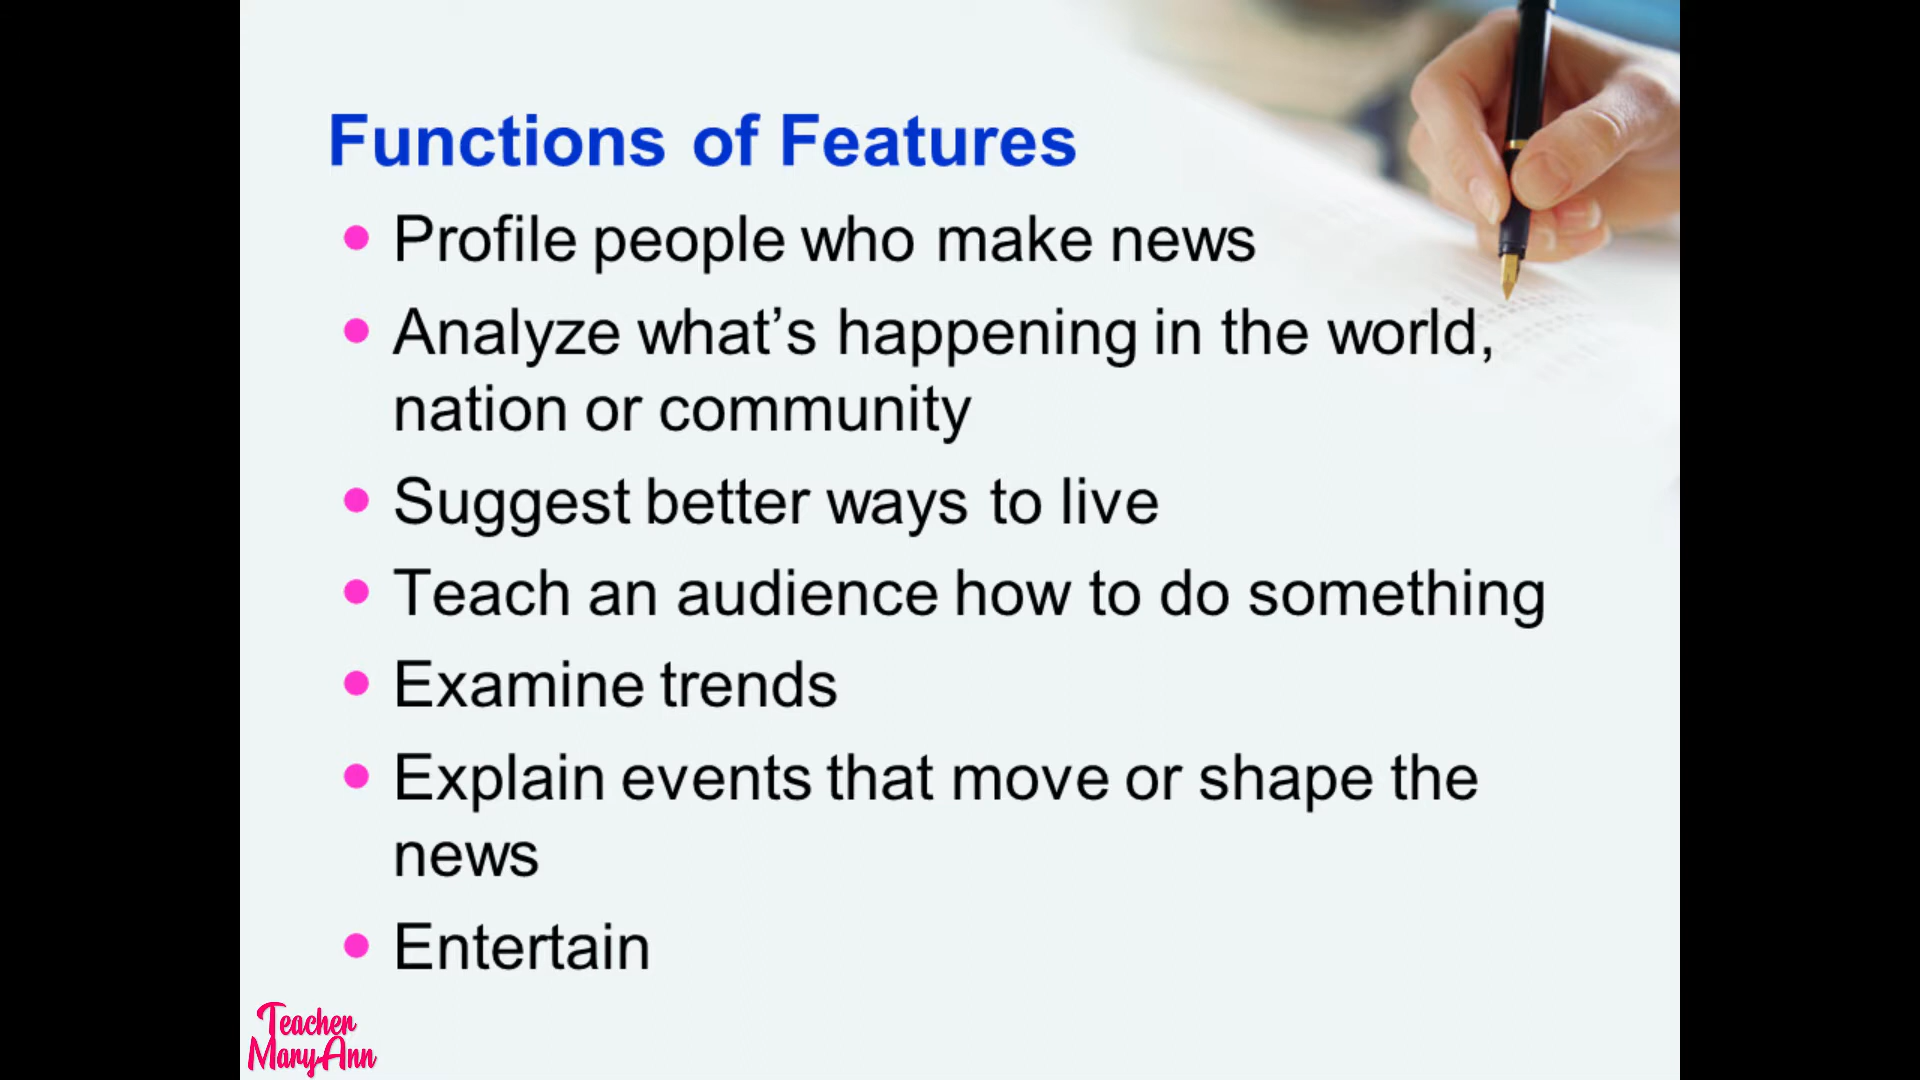 Functions of Features
• Profile people who make news
• Analyze what’s happening in the world,
nation or community
• Suggest better ways to live
• Teach an audience how to do something
• Examine trends
• Explain events that move or shape the
news
• Entertain
Teacher
MaryAnn